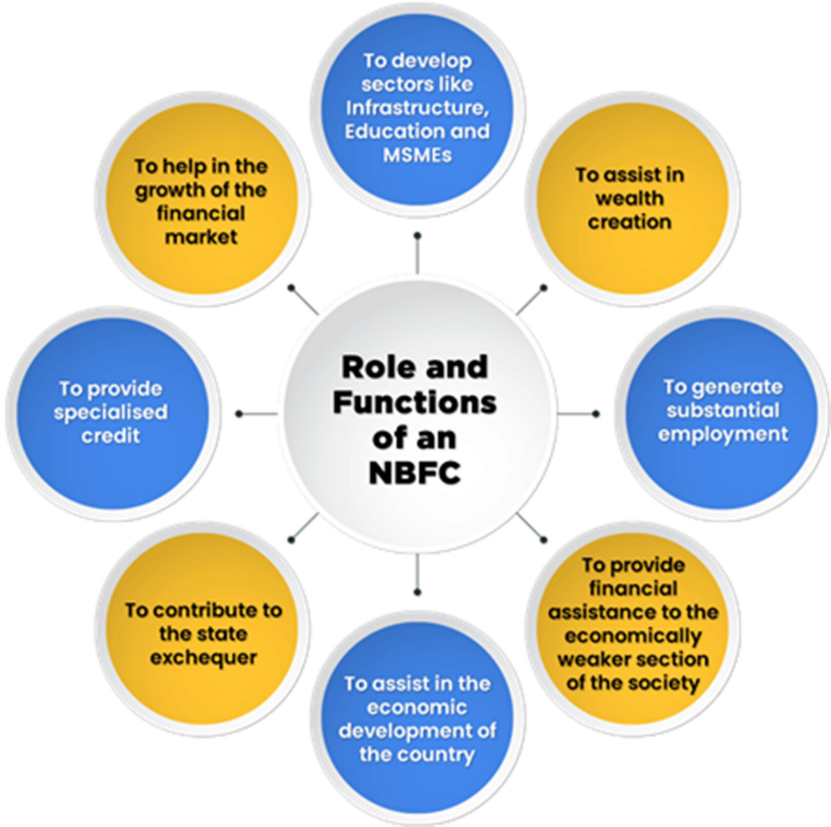 Role and
Functions
of an
NBFC
To develop
sectors like
Infrastructure,
Education and
MSMEs
To assist in
wealth
creation
To generate
substantial
employment
To provide
financial
assistance to the
economically
weaker section
of the society
To assist in the
economic
development of
the country
To contribute to
the state
exchequer
To provide
specialised
credit
To help in the
growth of the
financial
market